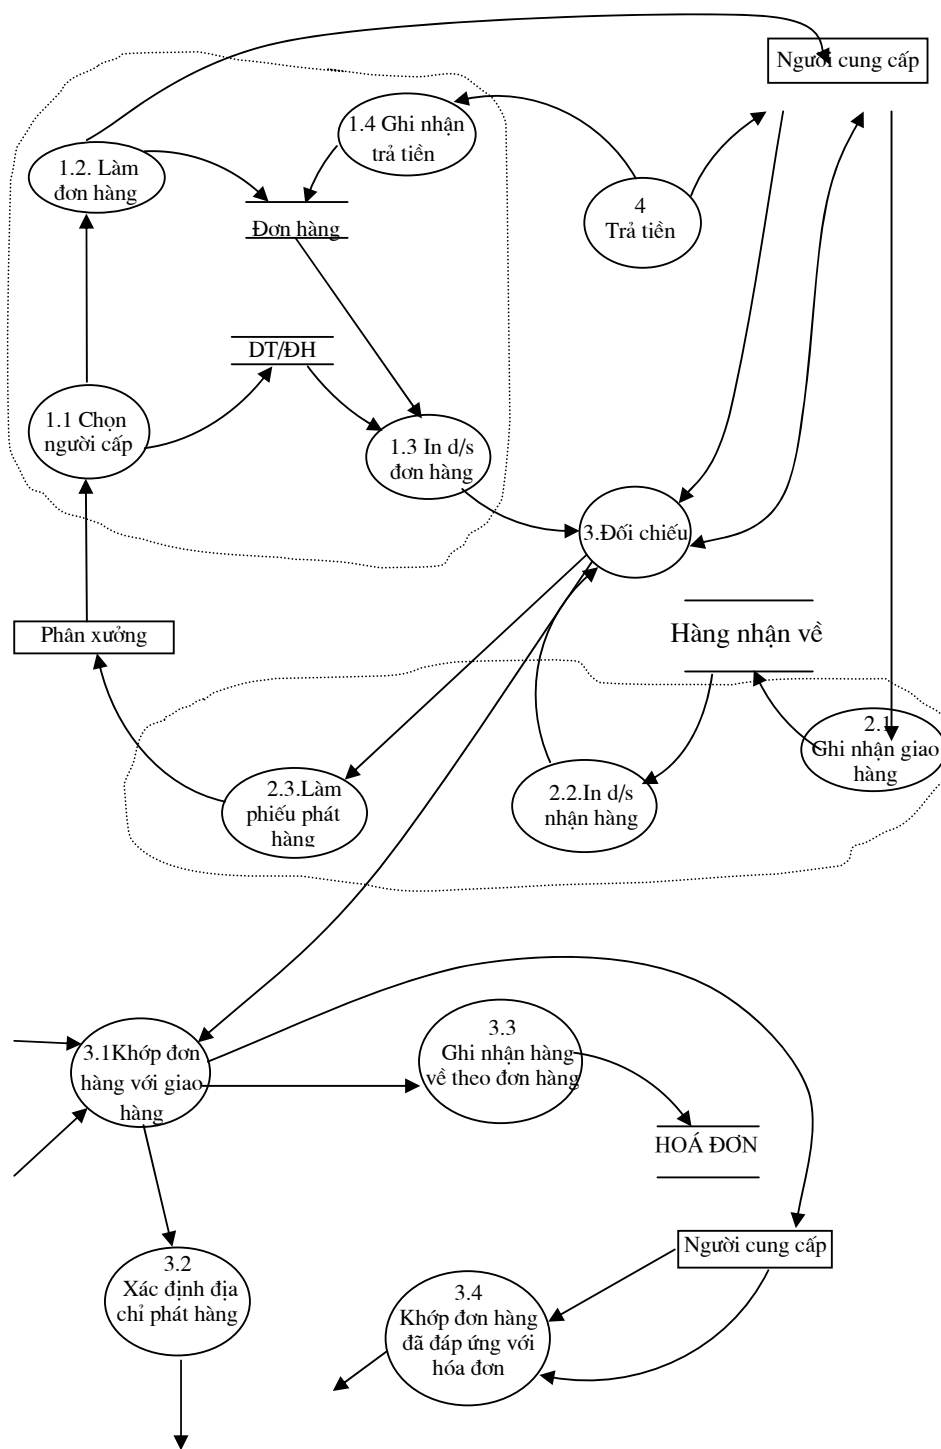 Người cung cấp
1.4 Ghi nhận
trả tiền
1.2. Làm
đơn hàng
4
Trả tiền
Đơn hàng
DT/ĐH
1.1 Chọn
người cấp
1.3 In d/s
đơn hàng
3.Đối chiếu
Phân xưởng
Hàng nhận về
2.1
Ghi nhận giao
hàng
2.3.Làm
phiếu phát
hàng
2.2.In d/s
nhận hàng
3.1Khớp đơn
hàng với giao
hàng
3.3
Ghi nhận hàng
về theo đơn hàng
HOÁ ĐƠN
Người cung cấp
3.2
Xác định địa
chỉ phát hàng
3.4
Khớp đơn hàng
đã đáp ứng với
hóa đơn